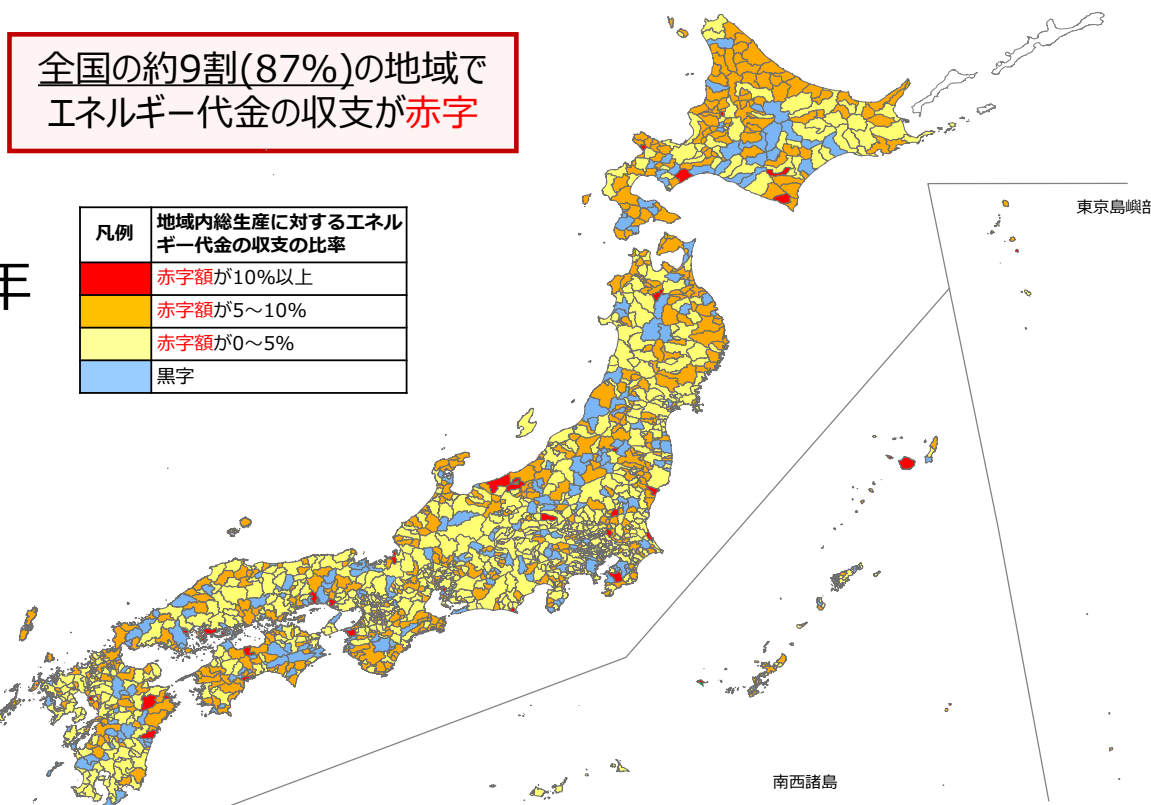 全国の約9割(87%)の地域で
エネルギー代金の収支が赤字
年
凡例
地域内総生産に対するエネル
ギー代金の収支の比率
赤字額が10%以上
赤字額が5～10%
赤字額が0～5%
黒字
東京島嶼部
南西諸島